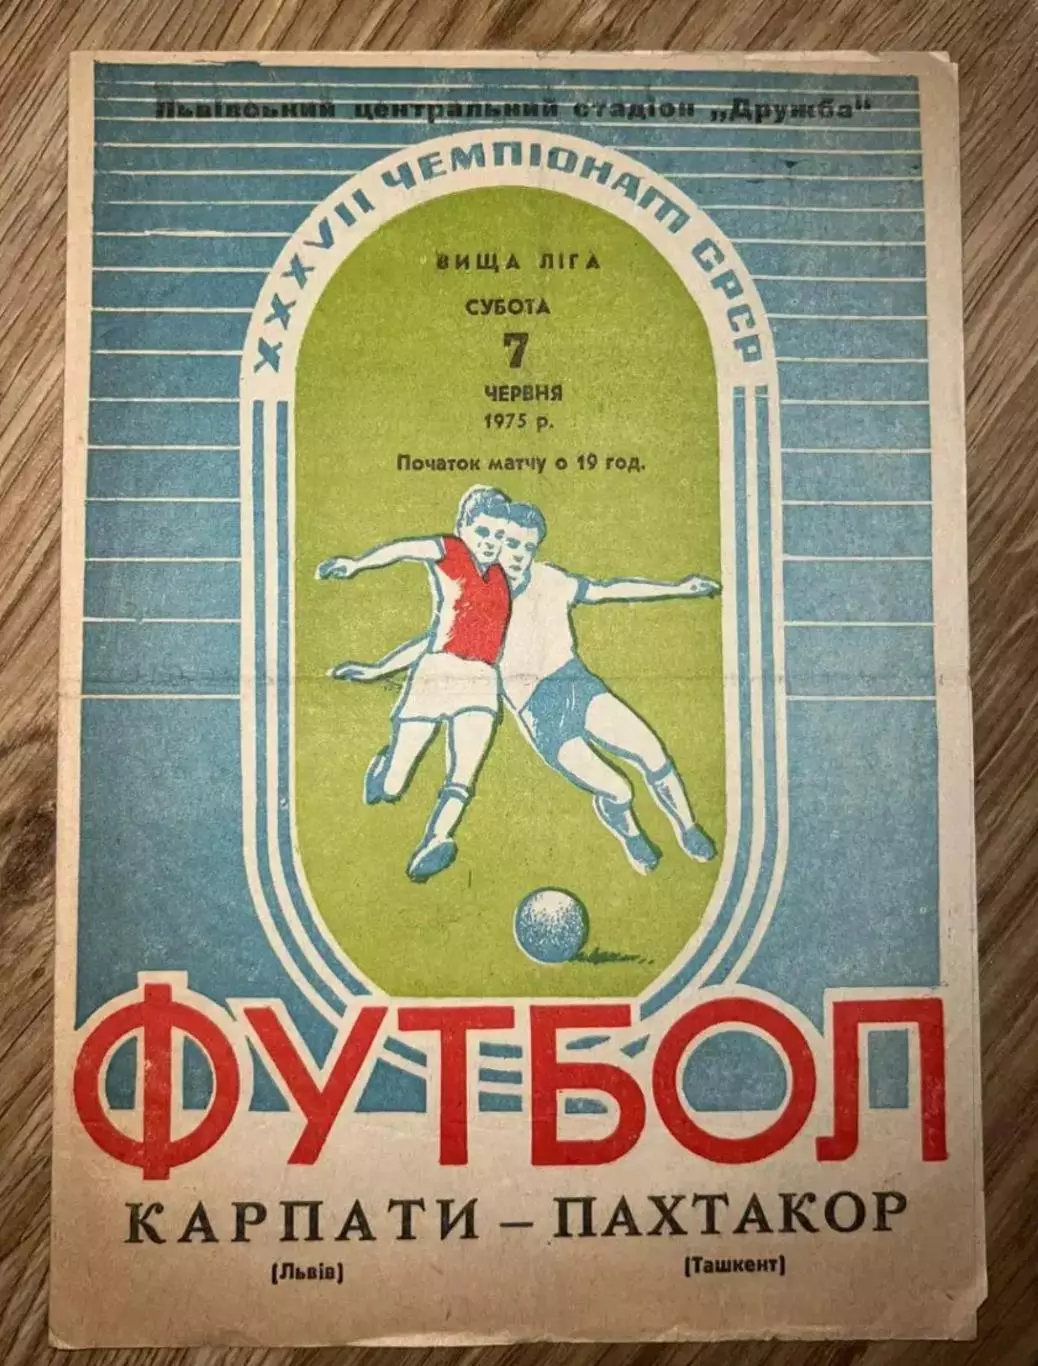 Львівський центральний стадіон „Дружба"
XXXVII ЧЕМПІОНАТ СРСР
ВИЩА ЛІГА
СУБОТА
7
ЧЕРВНЯ
1975 р.
Початок матчу о 19 год.
ФУТБОЛ
КАРПАТИ – ПАХТАКОР
(Львів) (Ташкент)